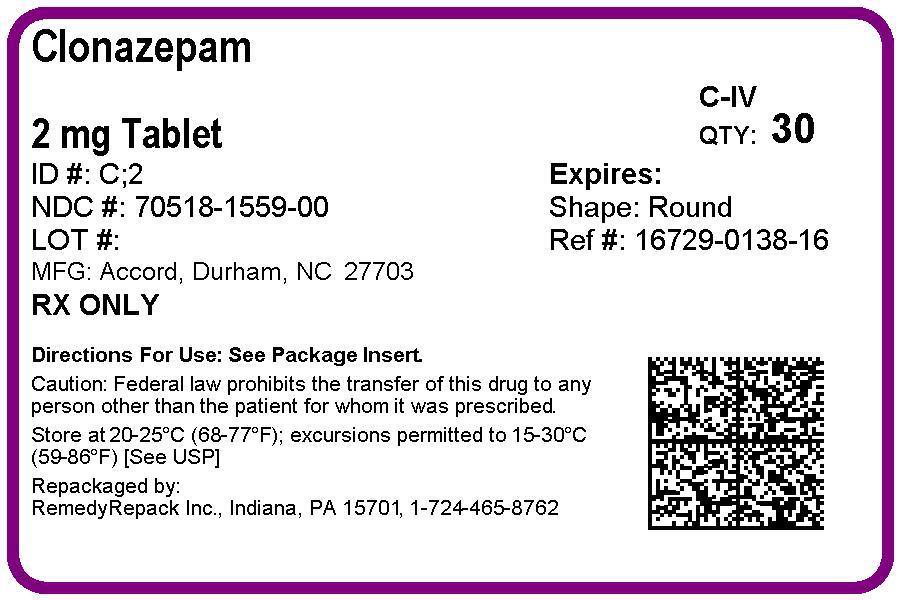 Clonazepam
C-IV
2 mg Tablet
QTY: 30
ID #: C;2
Expires:
NDC #: 70518-1559-00
Shape: Round
LOT #:
Ref #: 16729-0138-16
MFG: Accord, Durham, NC 27703
RX ONLY
Directions For Use: See Package Insert.
Caution: Federal law prohibits the transfer of this drug to any
person other than the patient for whom it was prescribed.
Store at 20-25°C (68-77°F); excursions permitted to 15-30°C
(59-86°F) [See USP]
Repackaged by:
RemedyRepack Inc., Indiana, PA 15701, 1-724-465-8762